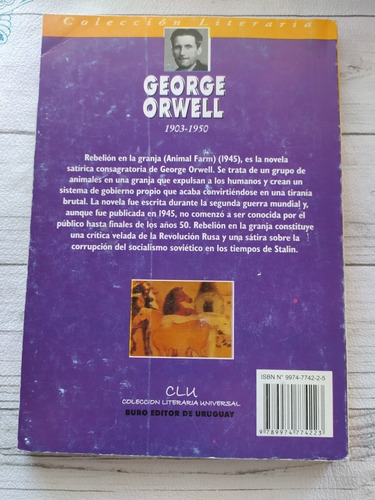 Colección Literaria
GEORGE
ORWELL
1903-1950
Rebelión en la granja (Animal Farm) (1945), es la novela
satírica consagratoria de George Orwell. Se trata de un grupo de
animales en una granja que expulsan a los humanos y crean un
sistema de gobierno propio que acaba convirtiéndose en una tiranía
brutal. La novela fue escrita durante la segunda guerra mundial y,
aunque fue publicada en 1945, no comenzó a ser conocida por el
público hasta finales de los años 50. Rebelión en la granja constituye
una crítica velada de la Revolución Rusa y una sátira sobre la
corrupción del socialismo soviético en los tiempos de Stalin.
ISBN N° 9974-7742-2-5
9 789974 774223
CLU
COLECCION LITERARIA UNIVERSAL
BURO EDITOR DE URUGUAY